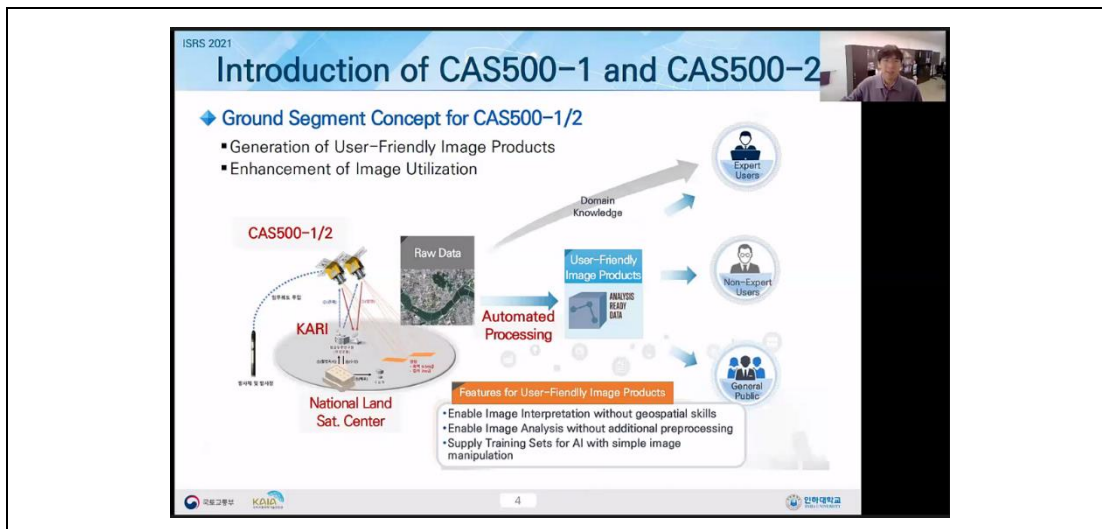 ISRS 2021
Introduction of CAS500-1 and CAS500-2
Ground Segment Concept for CAS500-1/2
▪Generation of User-Friendly Image Products
▪Enhancement of Image Utilization
Expert
Users
Domain
Knowledge
CAS500-1/2
Raw Data
User-Friendly
Image Products
ANALYSIS
READY
DATA
Non-Expert
Users
Automated
Processing
KARI
National Land
Sat. Center
General
Public
Features for User-Fiendlly Image Products
•Enable Image Interpretation without geospatial skills
•Enable Image Analysis without additional preprocessing
•Supply Training Sets for AI with simple image
manipulation
국토교통부
KAIA
4
인하대학교